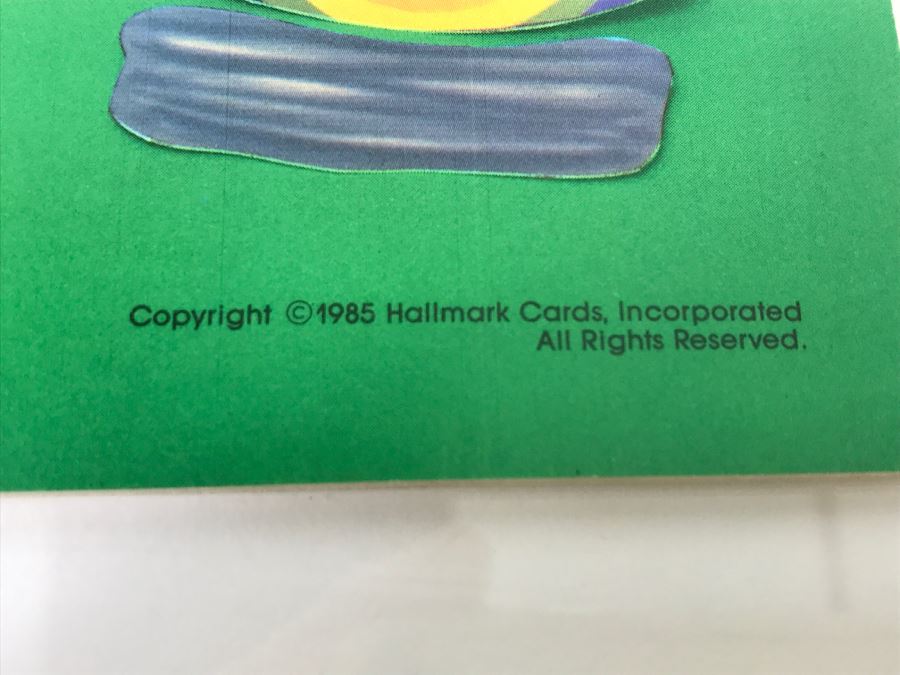 Copyright ©1985 Hallmark Cards, Incorporated
All Rights Reserved.